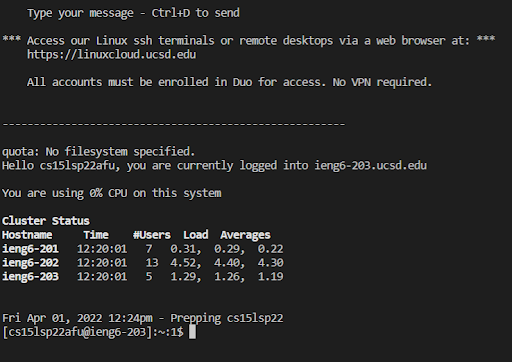 Type your message - Ctrl+D to send
*** Access our Linux ssh terminals or remote desktops via a web browser at: ***
https://linuxcloud.ucsd.edu
All accounts must be enrolled in Duo for access. No VPN required.
-------------------------------------------------------
quota: No filesystem specified.
Hello cs15lsp22afu, you are currently logged into ieng6-203.ucsd.edu
You are using 0% CPU on this system
Cluster Status
Hostname Time #Users Load Averages
ieng6-201 12:20:01 7 0.31, 0.29, 0.22
ieng6-202 12:20:01 13 4.52, 4.40, 4.30
ieng6-203 12:20:01 5 1.29, 1.26, 1.19
Fri Apr 01, 2022 12:24pm - Prepping cs15lsp22
[cs15lsp22afu@ieng6-203]:~:1$